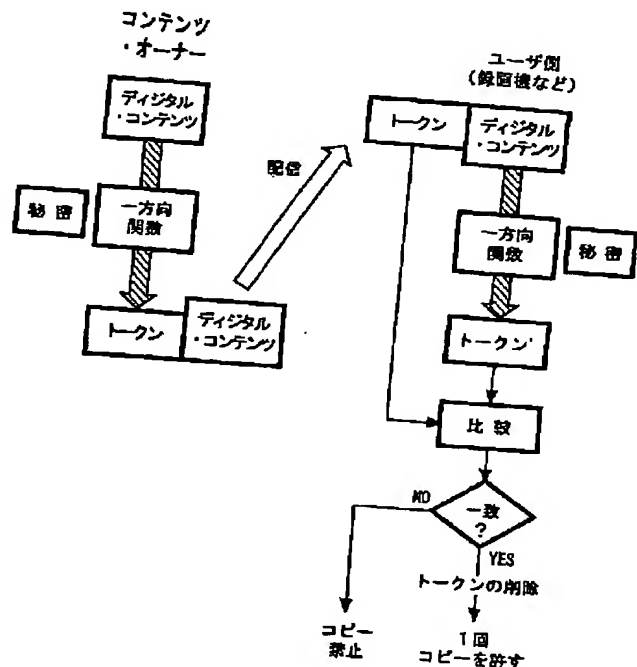 コンテンツ
・オーナー
ディジタル
・コンテンツ
秘密
一方向
関数
トークン
ディジタル
・コンテンツ
配信
ユーザ側
(録画機など)
トークン
ディジタル
・コンテンツ
一方向
関数
秘密
トークン'
比較
一致
?
NO
YES
トークンの削除
コピー
禁止
1回
コピーを許す